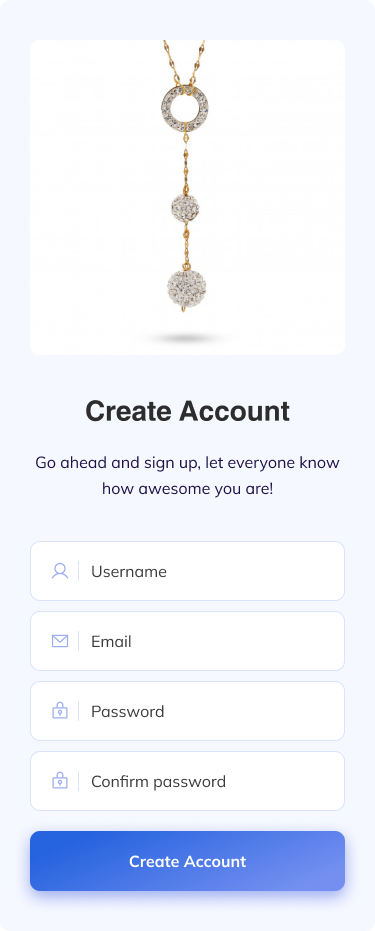 Create Account
Go ahead and sign up, let everyone know
how awesome you are!
Username
Email
Password
Confirm password
Create Account